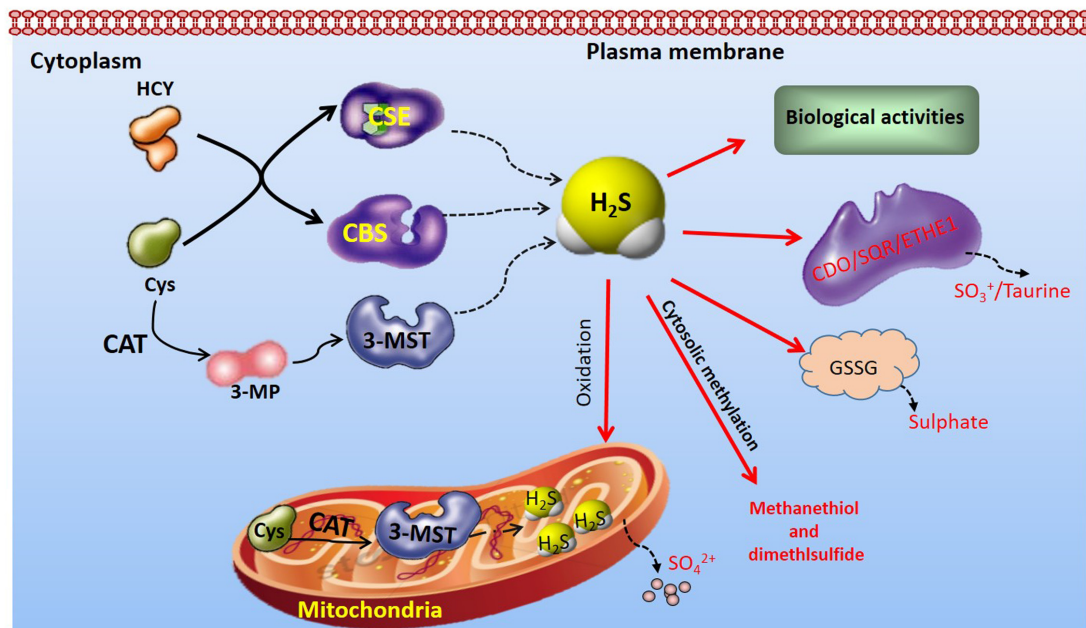 Cytoplasm
Plasma membrane
HCY
CSE
Biological activities
H₂S
CBS
CDO/SQR/ETHE1
Cys
SO₃⁺/Taurine
CAT
3-MST
3-MP
Oxidation
Cytosolic methylation
GSSG
Sulphate
Cys
CAT
3-MST
H₂S
H₂S
H₂S
Methanethiol
and
dimethlsulfide
SO₄²⁺
Mitochondria